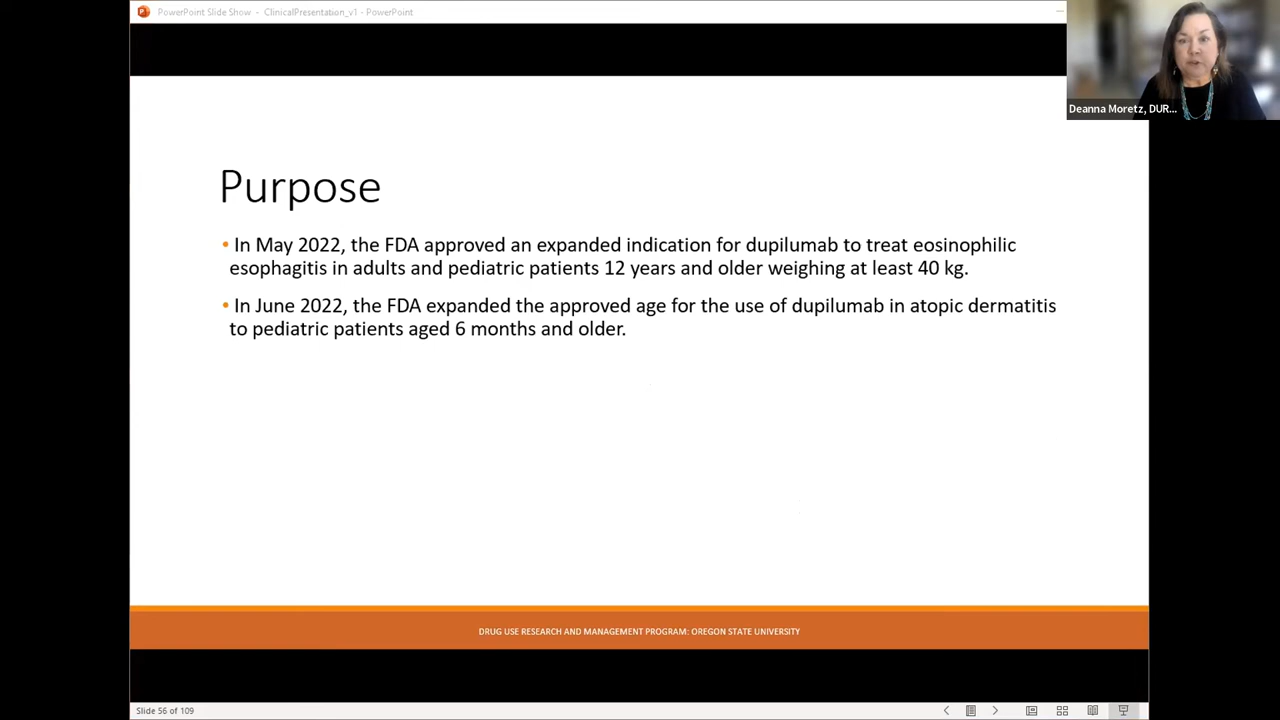 PowerPoint Slide Show - ClinicalPresentation_v1 - PowerPoint
Deanna Moretz, DUR...
Purpose
• In May 2022, the FDA approved an expanded indication for dupilumab to treat eosinophilic
esophagitis in adults and pediatric patients 12 years and older weighing at least 40 kg.
• In June 2022, the FDA expanded the approved age for the use of dupilumab in atopic dermatitis
to pediatric patients aged 6 months and older.
DRUG USE RESEARCH AND MANAGEMENT PROGRAM: OREGON STATE UNIVERSITY
Slide 56 of 109